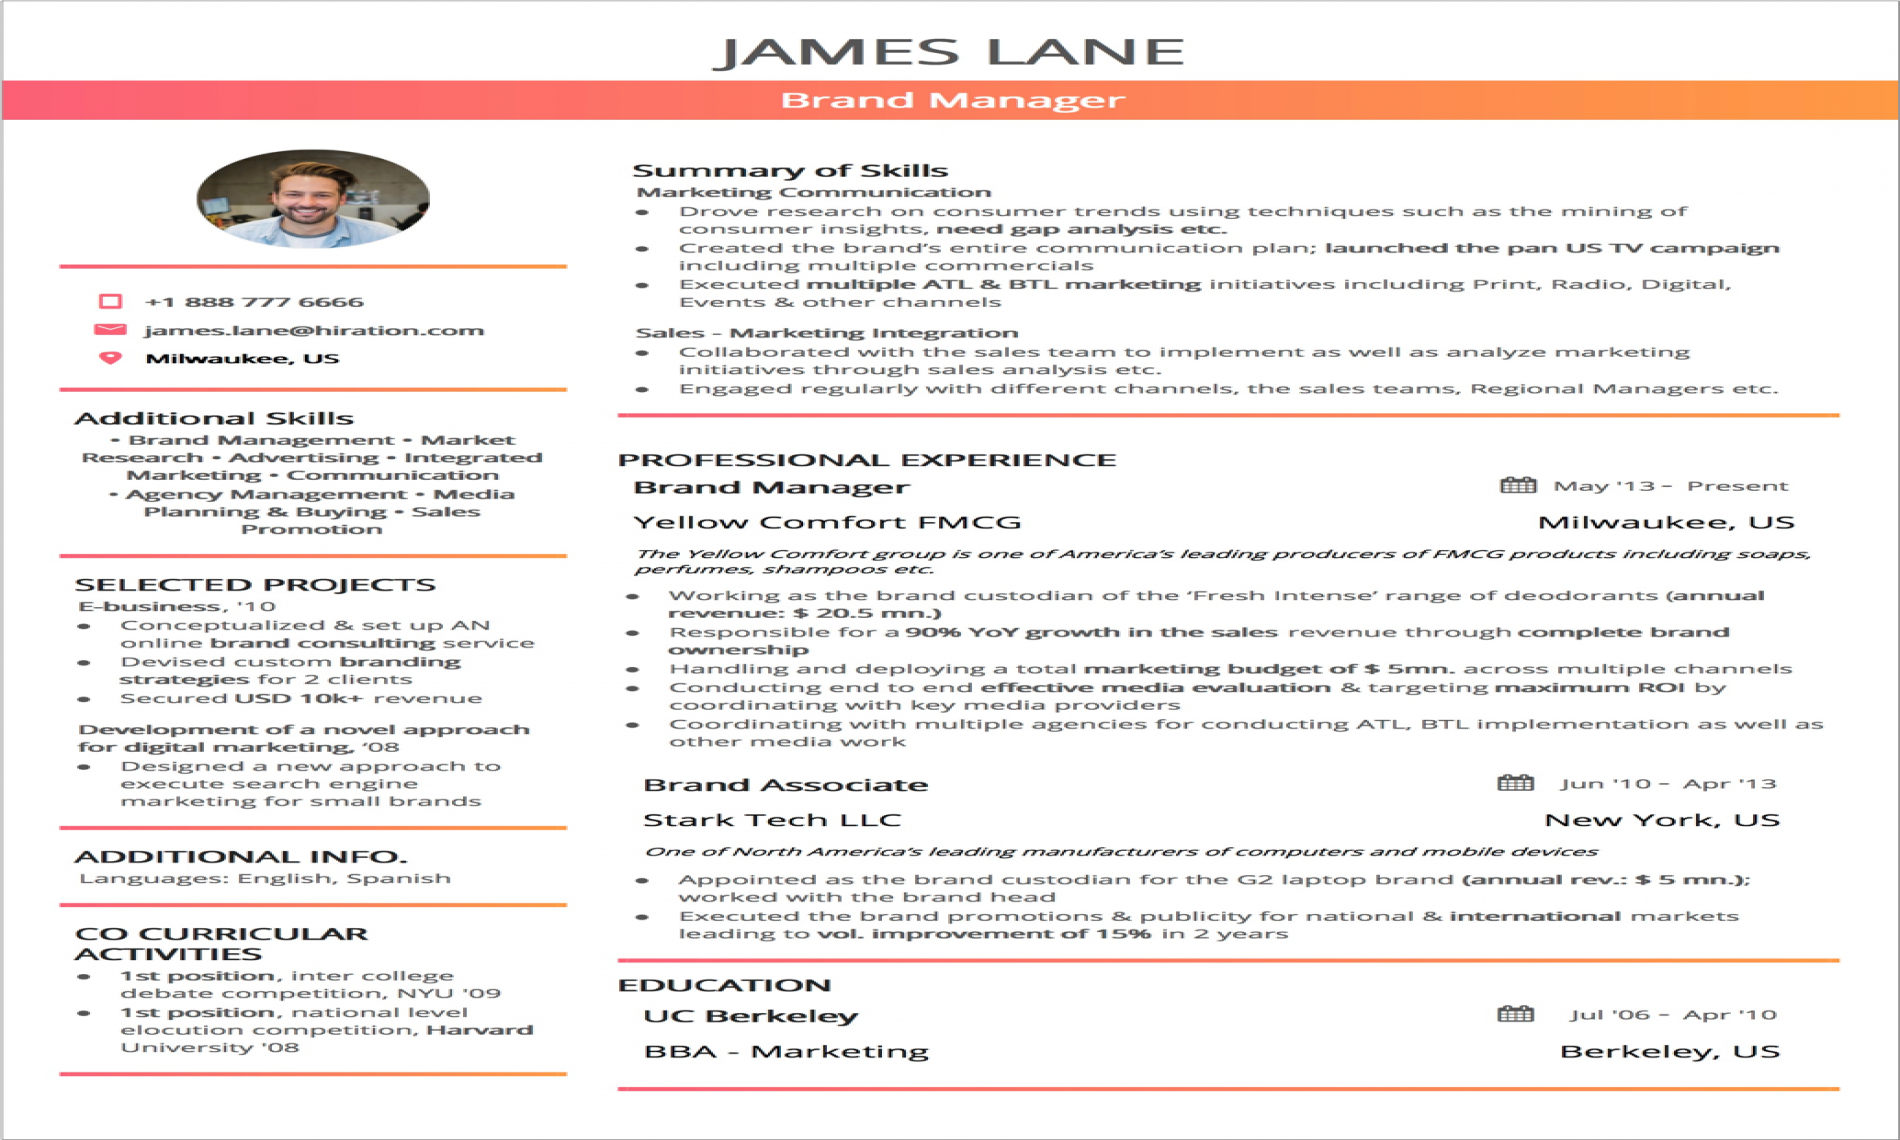 JAMES LANE
Brand Manager
+1 888 777 6666
james.lane@hiration.com
Milwaukee, US
Additional Skills
• Brand Management • Market
Research • Advertising • Integrated
Marketing • Communication
• Agency Management • Media
Planning & Buying • Sales
Promotion
SELECTED PROJECTS
E-business, '10
● Conceptualized & set up AN
online brand consulting service
● Devised custom branding
strategies for 2 clients
● Secured USD 10k+ revenue
Development of a novel approach
for digital marketing, ‘08
● Designed a new approach to
execute search engine
marketing for small brands
ADDITIONAL INFO.
Languages: English, Spanish
CO CURRICULAR
ACTIVITIES
● 1st position, inter college
debate competition, NYU '09
● 1st position, national level
elocution competition, Harvard
University '08
Summary of Skills
Marketing Communication
● Drove research on consumer trends using techniques such as the mining of
consumer insights, need gap analysis etc.
● Created the brand’s entire communication plan; launched the pan US TV campaign
including multiple commercials
● Executed multiple ATL & BTL marketing initiatives including Print, Radio, Digital,
Events & other channels
Sales - Marketing Integration
● Collaborated with the sales team to implement as well as analyze marketing
initiatives through sales analysis etc.
● Engaged regularly with different channels, the sales teams, Regional Managers etc.
PROFESSIONAL EXPERIENCE
Brand Manager May '13 - Present
Yellow Comfort FMCG Milwaukee, US
The Yellow Comfort group is one of America’s leading producers of FMCG products including soaps,
perfumes, shampoos etc.
● Working as the brand custodian of the ‘Fresh Intense’ range of deodorants (annual
revenue: $ 20.5 mn.)
● Responsible for a 90% YoY growth in the sales revenue through complete brand
ownership
● Handling and deploying a total marketing budget of $ 5mn. across multiple channels
● Conducting end to end effective media evaluation & targeting maximum ROI by
coordinating with key media providers
● Coordinating with multiple agencies for conducting ATL, BTL implementation as well as
other media work
Brand Associate Jun '10 - Apr '13
Stark Tech LLC New York, US
One of North America’s leading manufacturers of computers and mobile devices
● Appointed as the brand custodian for the G2 laptop brand (annual rev.: $ 5 mn.);
worked with the brand head
● Executed the brand promotions & publicity for national & international markets
leading to vol. improvement of 15% in 2 years
EDUCATION
UC Berkeley Jul '06 - Apr '10
BBA - Marketing Berkeley, US